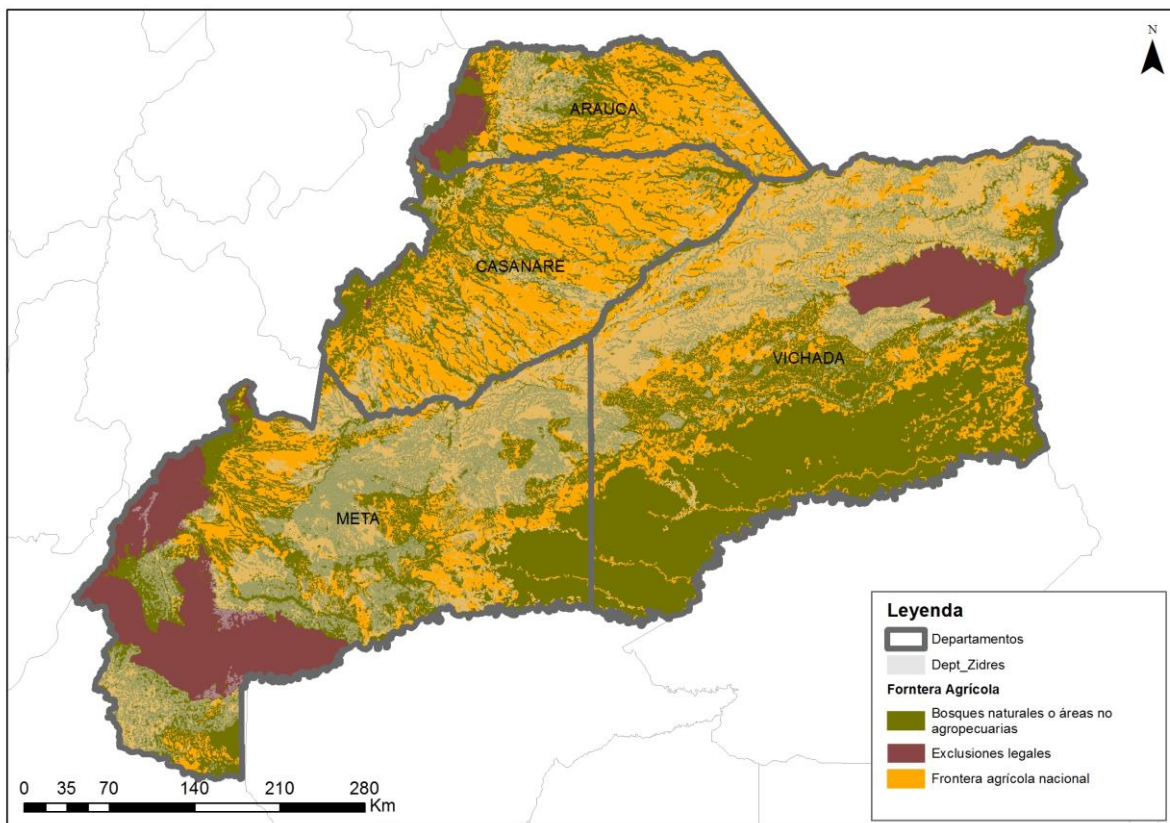 N
ARAUCA
CASANARE
VICHADA
META
Leyenda
Departamentos
Dept_Zidres
Forntera Agrícola
Bosques naturales o áreas no
agropecuarias
Exclusiones legales
Frontera agrícola nacional
0 35 70 140 210 280
Km